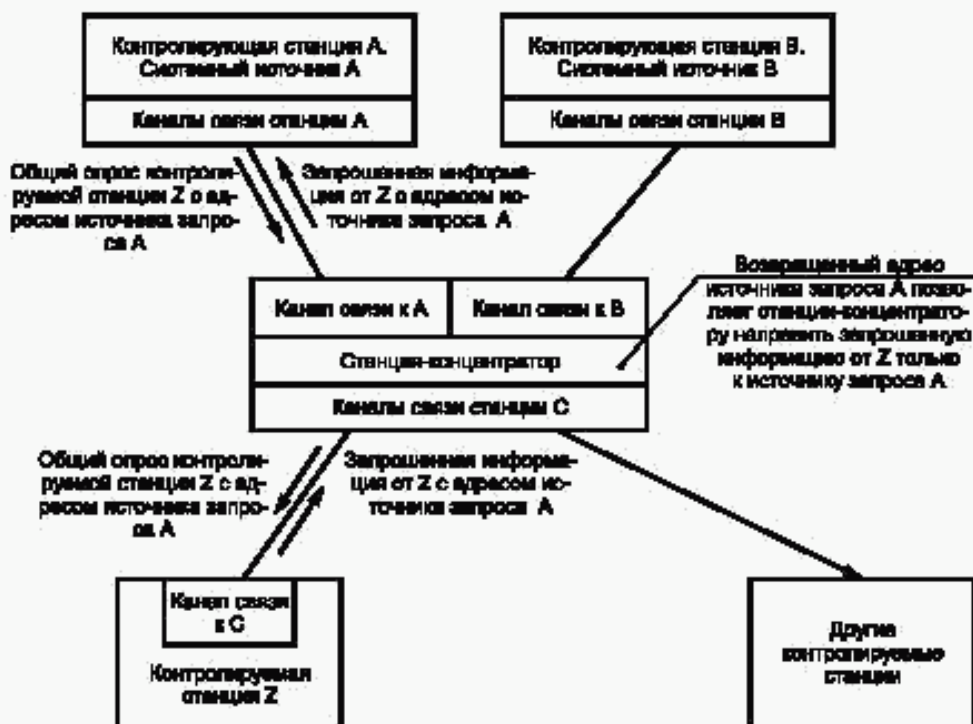 Контролирующая станция А.
Системный источник А
Каналы связи станции А
Контролирующая станция В.
Системный источник В
Каналы связи станции В
Общий опрос контроли-
руемой станции Z с ад-
ресом источника запро-
са А
Запрошенная информа-
ция от Z с адресом ис-
точника запроса А
Возвращенный адрес
источника запроса А позво-
ляет станции-концентрато-
ру направить запрошенную
информацию от Z только
к источнику запроса А
Канал связи к А
Канал связи к В
Станция-концентратор
Каналы связи станции С
Общий опрос контроли-
руемой станции Z с ад-
ресом источника запро-
са А
Запрошенная информа-
ция от Z с адресом ис-
точника запроса А
Канал связи
к С
Контролируемая
станция Z
Другие
контролируемые
станции